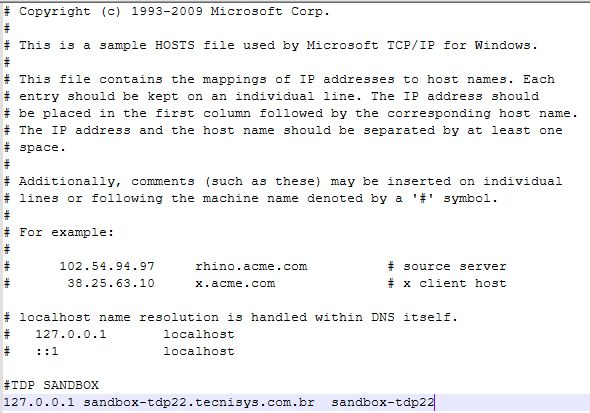 # Copyright (c) 1993-2009 Microsoft Corp.
#
# This is a sample HOSTS file used by Microsoft TCP/IP for Windows.
#
# This file contains the mappings of IP addresses to host names. Each
# entry should be kept on an individual line. The IP address should
# be placed in the first column followed by the corresponding host name.
# The IP address and the host name should be separated by at least one
# space.
#
# Additionally, comments (such as these) may be inserted on individual
# lines or following the machine name denoted by a '#' symbol.
#
# For example:
#
#      102.54.94.97     rhino.acme.com          # source server
#       38.25.63.10     x.acme.com              # x client host

# localhost name resolution is handled within DNS itself.
#   127.0.0.1       localhost
#   ::1             localhost

#TDP SANDBOX
127.0.0.1 sandbox-tdp22.tecnisys.com.br  sandbox-tdp22